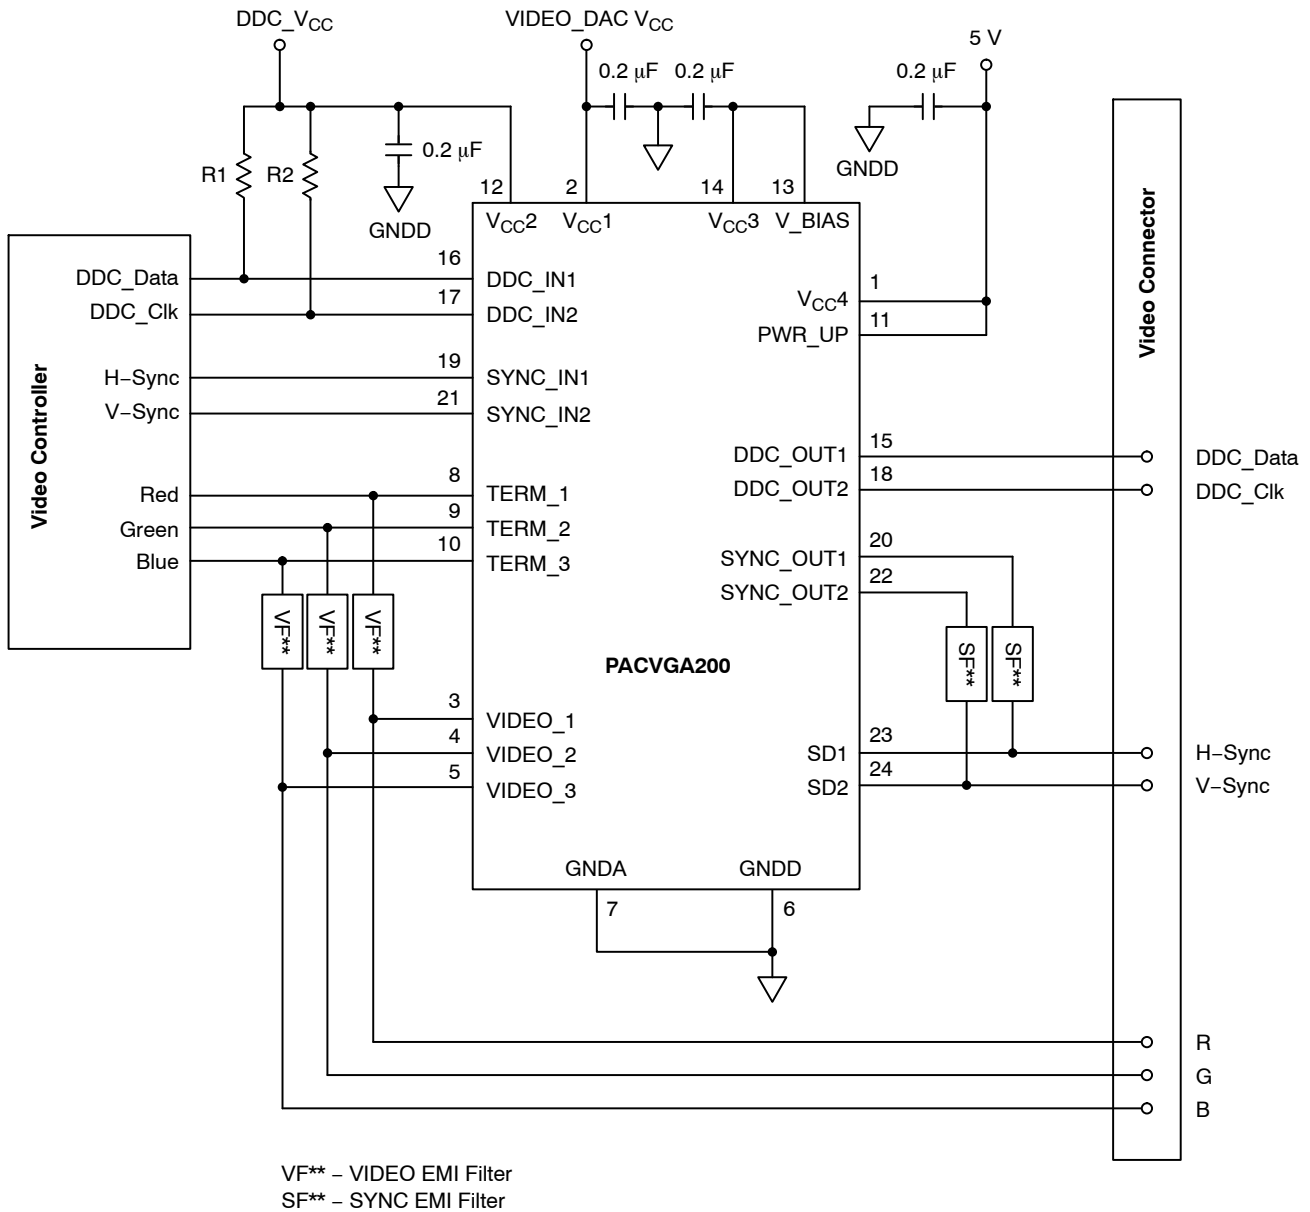 DDC_VCC
VIDEO_DAC VCC
5 V
0.2 μF
0.2 μF
0.2 μF
R1
R2
0.2 μF
GNDD
GNDD
12
2
14
13
VCC2
VCC1
VCC3
V_BIAS
Video Controller
DDC_Data
DDC_Clk
H–Sync
V–Sync
Red
Green
Blue
16
DDC_IN1
17
DDC_IN2
19
SYNC_IN1
21
SYNC_IN2
8
TERM_1
9
TERM_2
10
TERM_3
VF**
VF**
VF**
3
VIDEO_1
4
VIDEO_2
5
VIDEO_3
PACVGA200
VCC4
1
PWR_UP
11
DDC_OUT1
15
DDC_OUT2
18
SYNC_OUT1
20
SYNC_OUT2
22
SF**
SF**
SD1
23
SD2
24
GNDA
GNDD
7
6
Video Connector
DDC_Data
DDC_Clk
H–Sync
V–Sync
R
G
B
VF** – VIDEO EMI Filter
SF** – SYNC EMI Filter